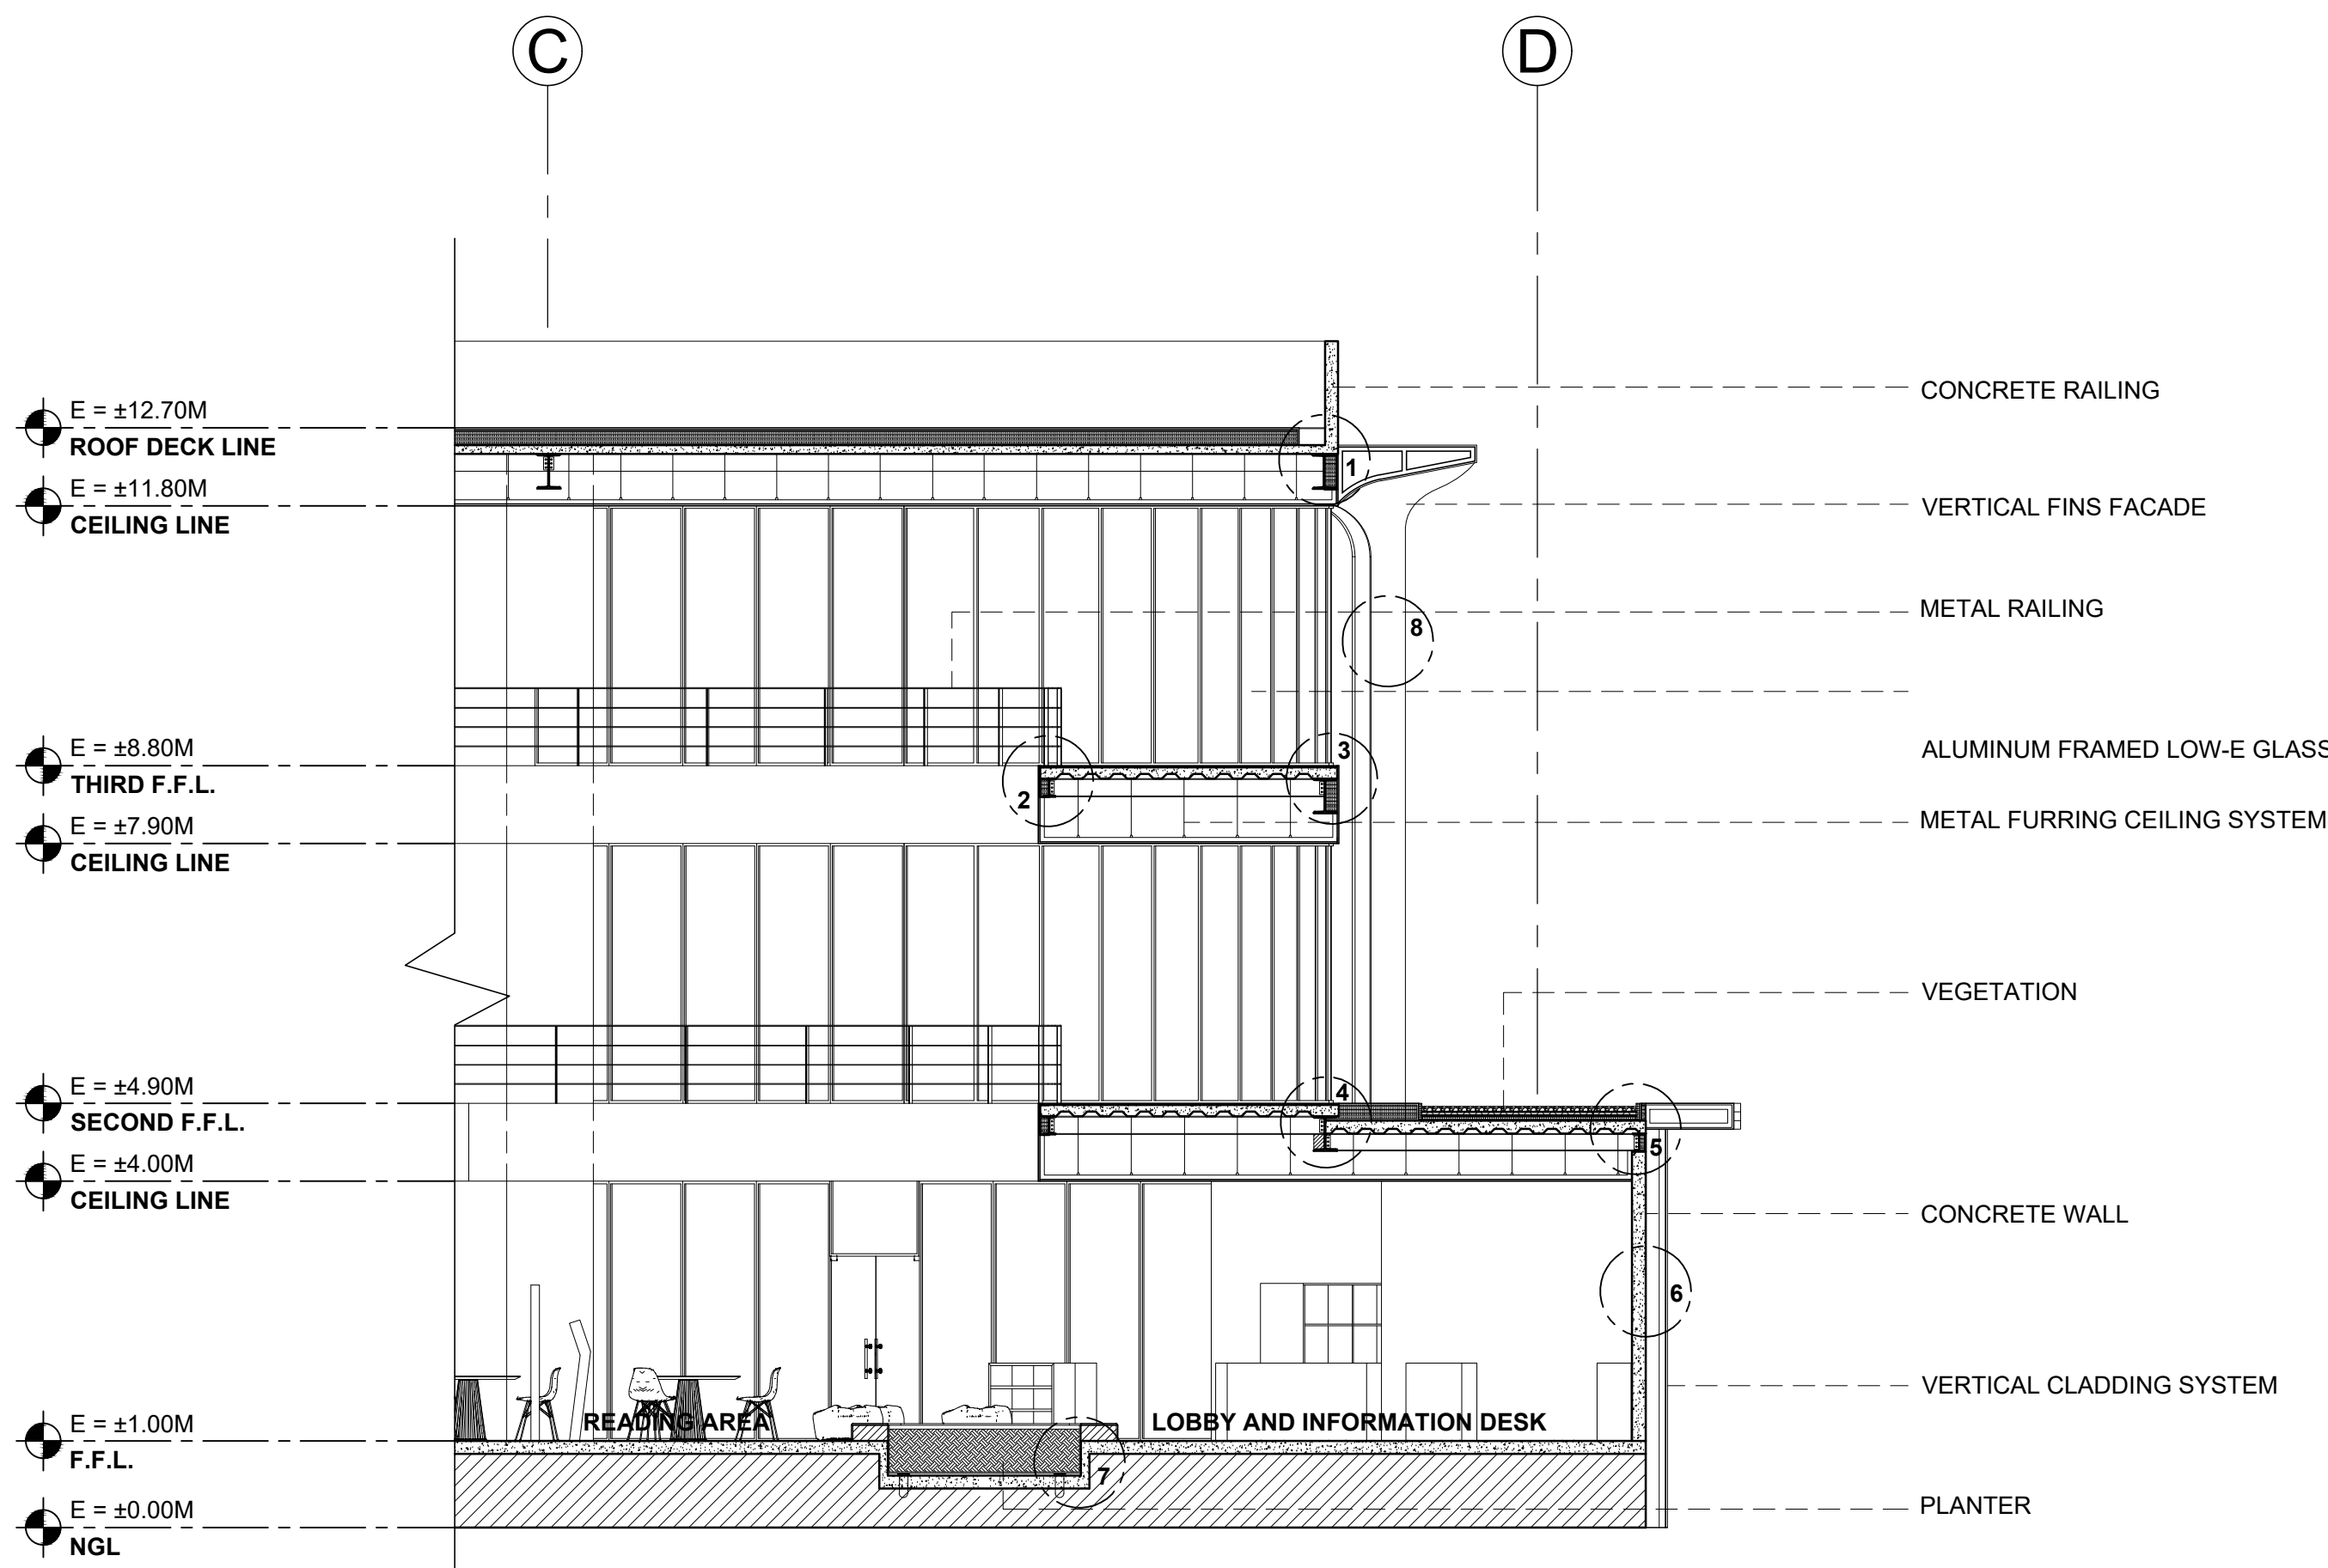 C
D
E = ±12.70M
ROOF DECK LINE
E = ±11.80M
CEILING LINE
E = ±8.80M
THIRD F.F.L.
E = ±7.90M
CEILING LINE
E = ±4.90M
SECOND F.F.L.
E = ±4.00M
CEILING LINE
E = ±1.00M
F.F.L.
E = ±0.00M
NGL
1
8
3
2
4
5
6
7
READING AREA
LOBBY AND INFORMATION DESK
CONCRETE RAILING
VERTICAL FINS FACADE
METAL RAILING
ALUMINUM FRAMED LOW-E GLASS
METAL FURRING CEILING SYSTEM
VEGETATION
CONCRETE WALL
VERTICAL CLADDING SYSTEM
PLANTER